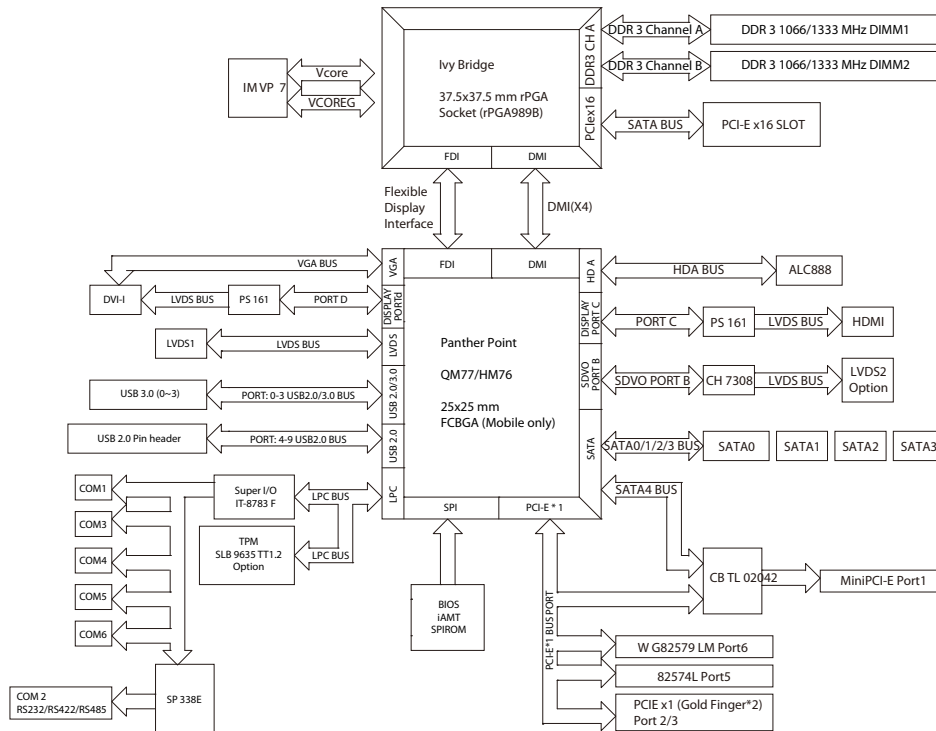 DDR 3 Channel A
DDR 3 1066/1333 MHz DIMM1
DDR 3 Channel B
DDR 3 1066/1333 MHz DIMM2
DDR3 CH A
IM VP 7
Vcore
VCOREG
Ivy Bridge
37.5x37.5 mm rPGA
Socket (rPGA989B)
PCIex16
SATA BUS
PCI-E x16 SLOT
FDI
DMI
Flexible
Display
Interface
DMI(X4)
VGA BUS
VGA
FDI
DMI
HD A
HDA BUS
ALC888
DVI-I
LVDS BUS
PS 161
PORT D
DISPLAY
PORTd
DISPLAY
PORT C
PORT C
PS 161
LVDS BUS
HDMI
LVDS1
LVDS BUS
LVDS
Panther Point
QM77/HM76
25x25 mm
FCBGA (Mobile only)
SDVO
PORT B
SDVO PORT B
CH 7308
LVDS BUS
LVDS2
Option
USB 3.0 (0~3)
PORT: 0-3 USB2.0/3.0 BUS
USB 2.0/3.0
USB 2.0 Pin header
PORT: 4-9 USB2.0 BUS
USB 2.0
SATA
SATA0/1/2/3 BUS
SATA0
SATA1
SATA2
SATA3
SATA4 BUS
COM1
COM3
COM4
COM5
COM6
Super I/O
IT-8783 F
LPC BUS
LPC
SPI
PCI-E * 1
TPM
SLB 9635 TT1.2
Option
LPC BUS
BIOS
iAMT
SPIROM
PCI-E*1 BUS PORT
CB TL 02042
MiniPCI-E Port1
W G82579 LM Port6
82574L Port5
PCIE x1 (Gold Finger*2)
Port 2/3
SP 338E
COM 2
RS232/RS422/RS485